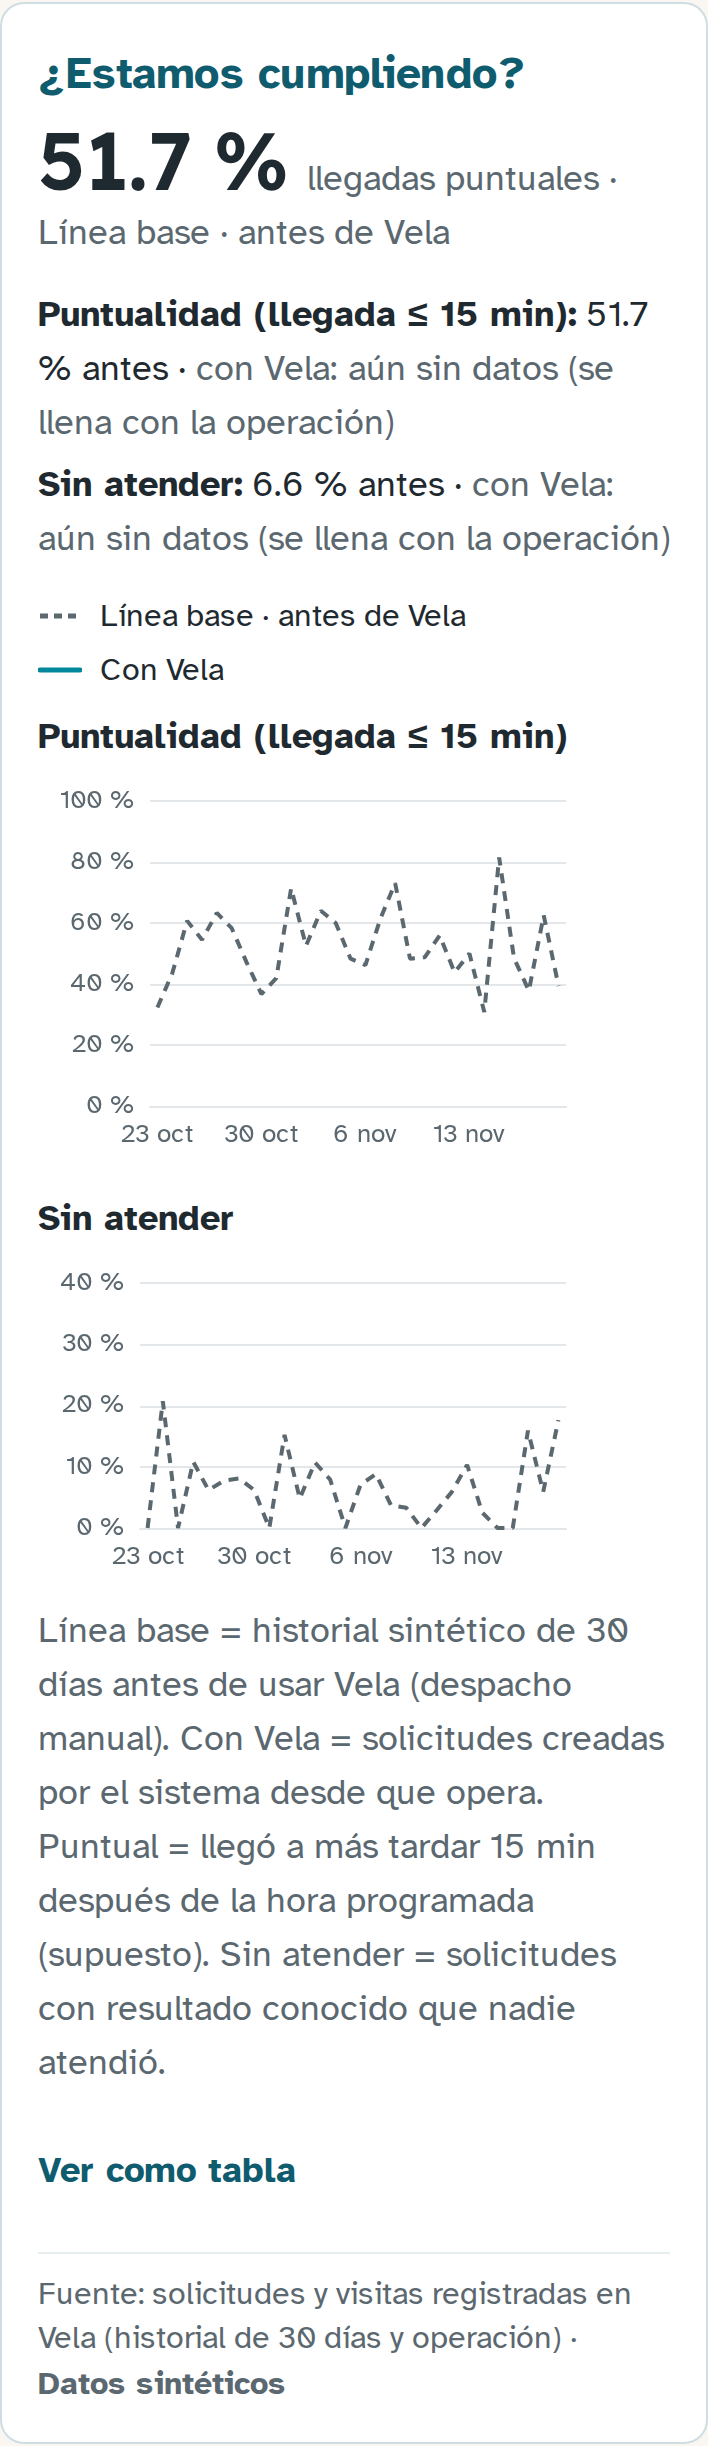 ¿Estamos cumpliendo?
51.7 % llegadas puntuales ·
Línea base · antes de Vela
Puntualidad (llegada ≤ 15 min): 51.7
% antes · con Vela: aún sin datos (se
llena con la operación)
Sin atender: 6.6 % antes · con Vela:
aún sin datos (se llena con la operación)
Línea base · antes de Vela
Con Vela
Puntualidad (llegada ≤ 15 min)
100 %
80 %
60 %
40 %
20 %
0 %
23 oct 30 oct 6 nov 13 nov
Sin atender
40 %
30 %
20 %
10 %
0 %
23 oct 30 oct 6 nov 13 nov
Línea base = historial sintético de 30
días antes de usar Vela (despacho
manual). Con Vela = solicitudes creadas
por el sistema desde que opera.
Puntual = llegó a más tardar 15 min
después de la hora programada
(supuesto). Sin atender = solicitudes
con resultado conocido que nadie
atendió.
Ver como tabla
Fuente: solicitudes y visitas registradas en
Vela (historial de 30 días y operación) ·
Datos sintéticos